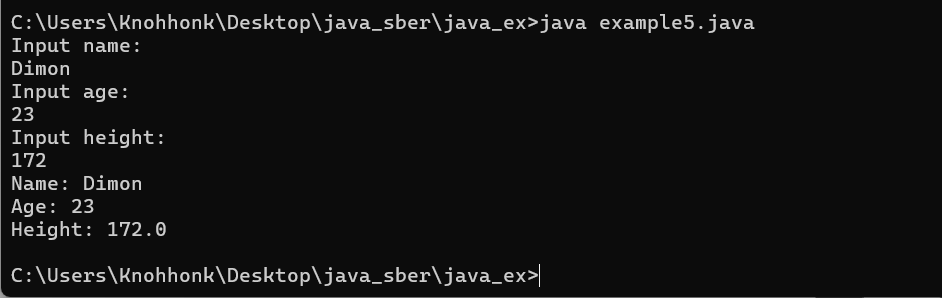 C:\Users\Knohhonk\Desktop\java_sber\java_ex>java example5.java
Input name:
Dimon
Input age:
23
Input height:
172
Name: Dimon
Age: 23
Height: 172.0
C:\Users\Knohhonk\Desktop\java_sber\java_ex>